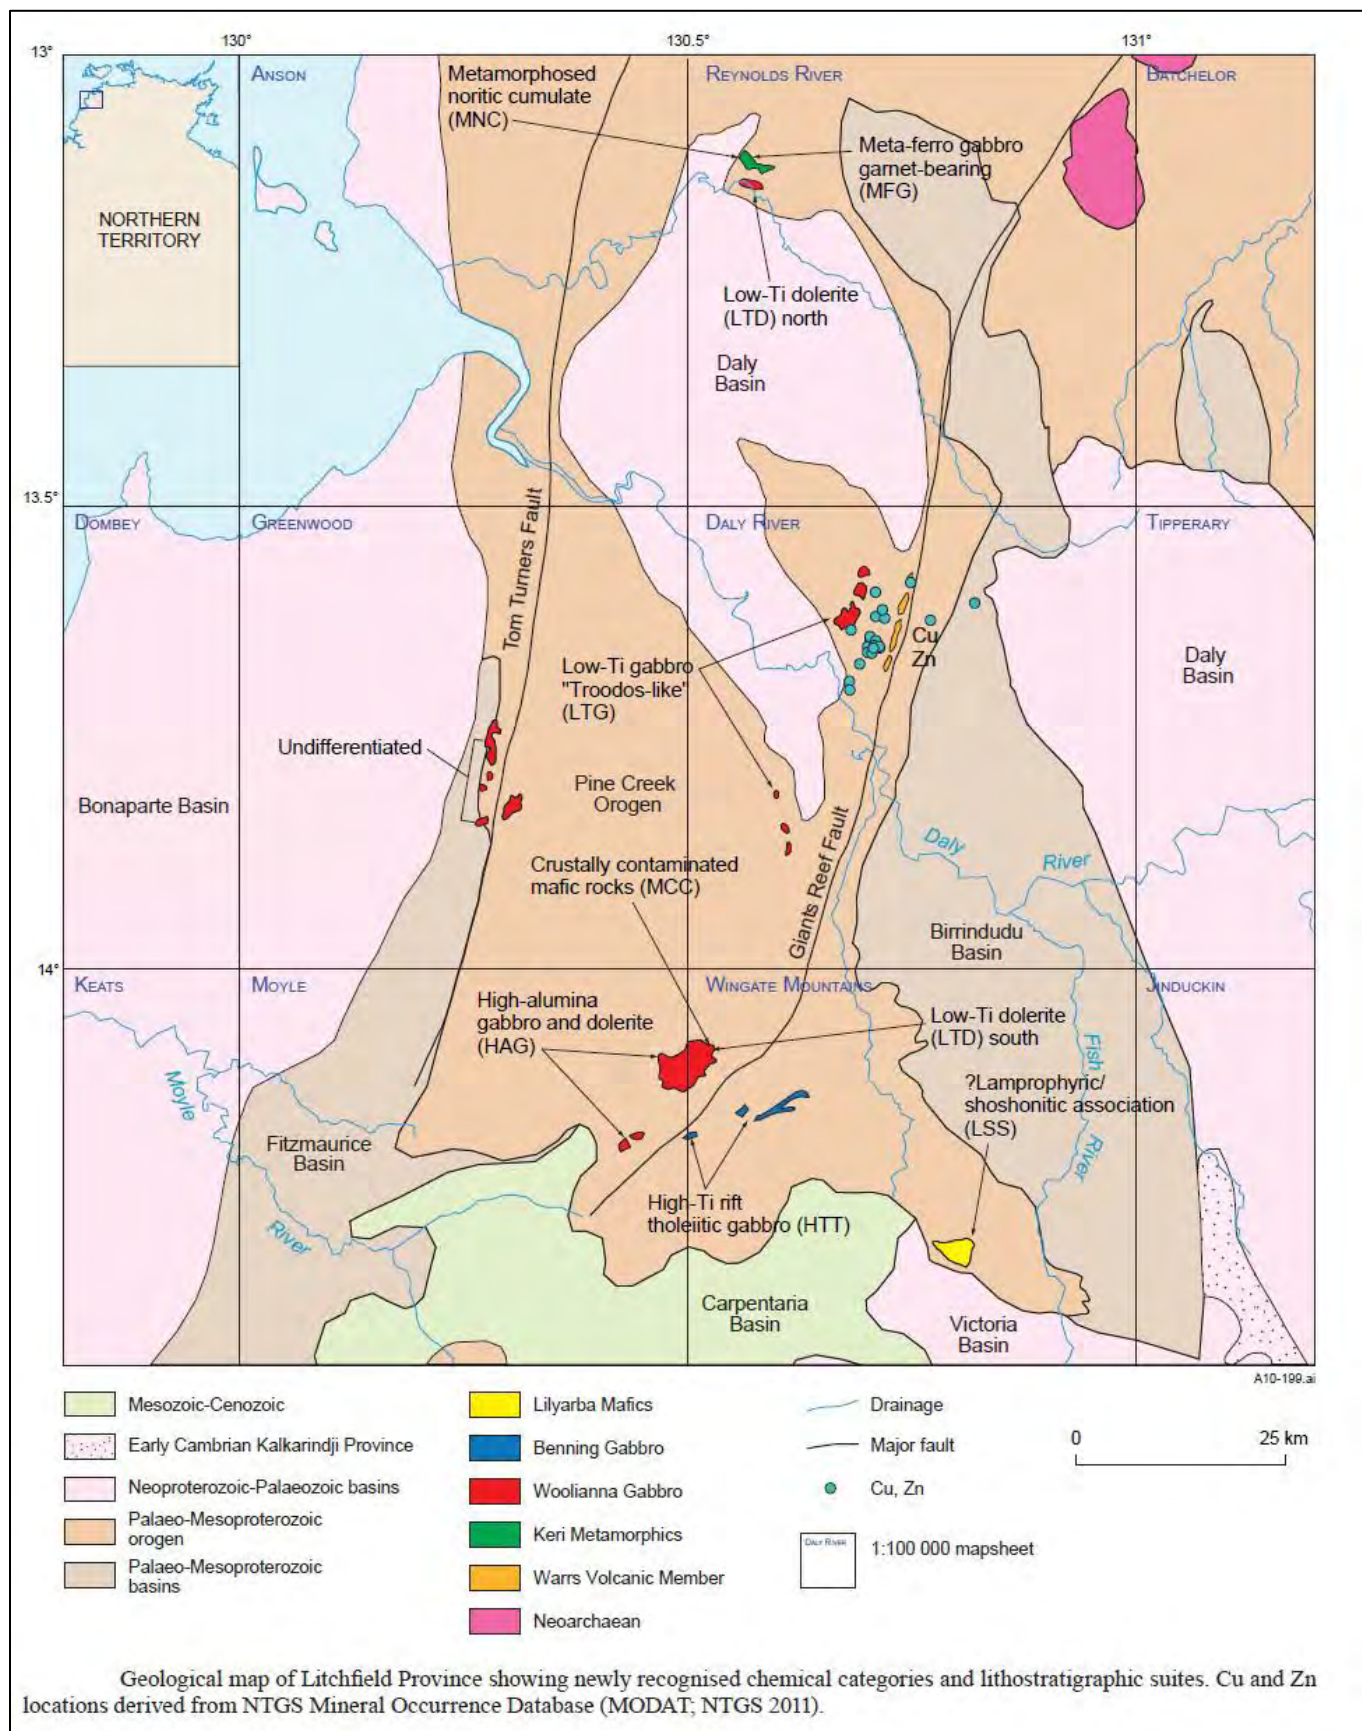 130°
130.5°
131°
13°
ANSON
REYNOLDS RIVER
BATCHELOR
Metamorphosed
noritic cumulate
(MNC)
Meta-ferro gabbro
garnet-bearing
(MFG)
NORTHERN
TERRITORY
Low-Ti dolerite
(LTD) north
Daly
Basin
13.5°
DOMBEY
GREENWOOD
DALY RIVER
TIPPERARY
Tom Turners Fault
Cu
Zn
Low-Ti gabbro
"Troodos-like"
(LTG)
Daly
Basin
Undifferentiated
Bonaparte Basin
Pine Creek
Orogen
Giants Reef Fault
Daly
River
Crustally contaminated
mafic rocks (MCC)
Birrindudu
Basin
14°
KEATS
MOYLE
WINGATE MOUNTAINS
JINDUCKIN
High-alumina
gabbro and dolerite
(HAG)
Low-Ti dolerite
(LTD) south
Fish
River
?Lamprophyric/
shoshonitic association
(LSS)
Moyle
River
Fitzmaurice
Basin
High-Ti rift
tholeiitic gabbro (HTT)
Carpentaria
Basin
Victoria
Basin
A10-199.ai
Mesozoic-Cenozoic
Early Cambrian Kalkarindji Province
Neoproterozoic-Palaeozoic basins
Palaeo-Mesoproterozoic
orogen
Palaeo-Mesoproterozoic
basins
Lilyarba Mafics
Benning Gabbro
Woolianna Gabbro
Keri Metamorphics
Warrs Volcanic Member
Neoarchaean
Drainage
Major fault
Cu, Zn
DALY RIVER
1:100 000 mapsheet
0
25 km
Geological map of Litchfield Province showing newly recognised chemical categories and lithostratigraphic suites. Cu and Zn
locations derived from NTGS Mineral Occurrence Database (MODAT; NTGS 2011).